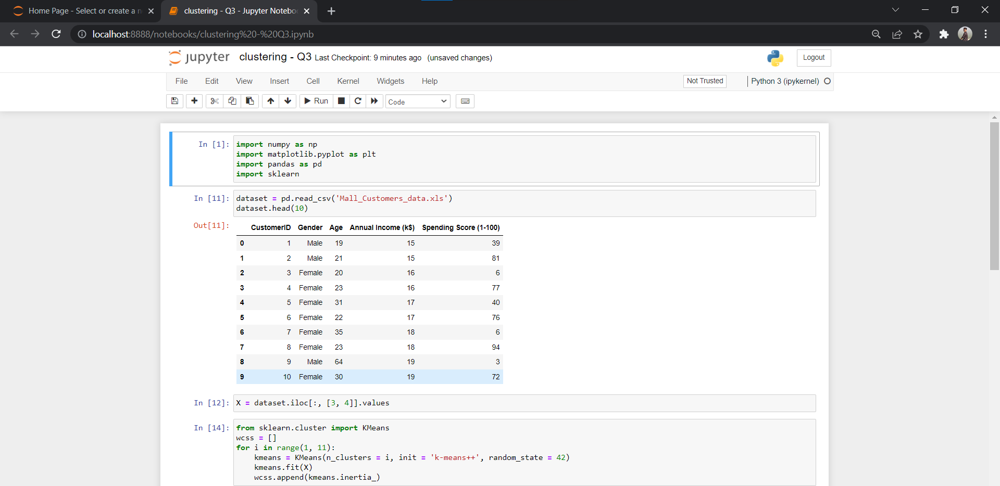 Home Page - Select or create a n
clustering - Q3 - Jupyter Notebo
localhost:8888/notebooks/clustering%20-%20Q3.ipynb
jupyter clustering - Q3 Last Checkpoint: 9 minutes ago (unsaved changes)
Logout
File Edit View Insert Cell Kernel Widgets Help
Not Trusted
Python 3 (ipykernel)
Run
Code
In [1]: import numpy as np
import matplotlib.pyplot as plt
import pandas as pd
import sklearn
In [11]: dataset = pd.read_csv('Mall_Customers_data.xls')
dataset.head(10)
Out[11]:
CustomerID Gender Age Annual Income (k$) Spending Score (1-100)
0 1 Male 19 15 39
1 2 Male 21 15 81
2 3 Female 20 16 6
3 4 Female 23 16 77
4 5 Female 31 17 40
5 6 Female 22 17 76
6 7 Female 35 18 6
7 8 Female 23 18 94
8 9 Male 64 19 3
9 10 Female 30 19 72
In [12]: X = dataset.iloc[:, [3, 4]].values
In [14]: from sklearn.cluster import KMeans
wcss = []
for i in range(1, 11):
    kmeans = KMeans(n_clusters = i, init = 'k-means++', random_state = 42)
    kmeans.fit(X)
    wcss.append(kmeans.inertia_)